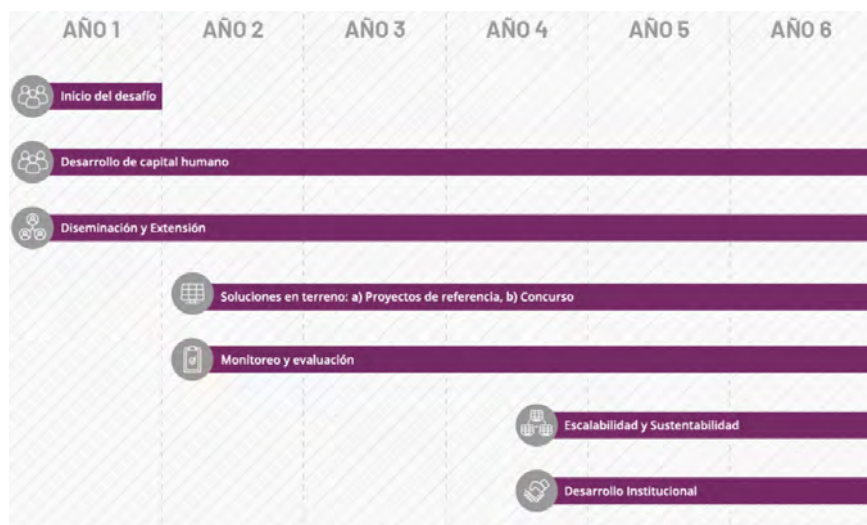 AÑO 1 AÑO 2 AÑO 3 AÑO 4 AÑO 5 AÑO 6
Inicio del desafío
Desarrollo de capital humano
Diseminación y Extensión
Soluciones en terreno: a) Proyectos de referencia, b) Concurso
Monitoreo y evaluación
Escalabilidad y Sustentabilidad
Desarrollo Institucional